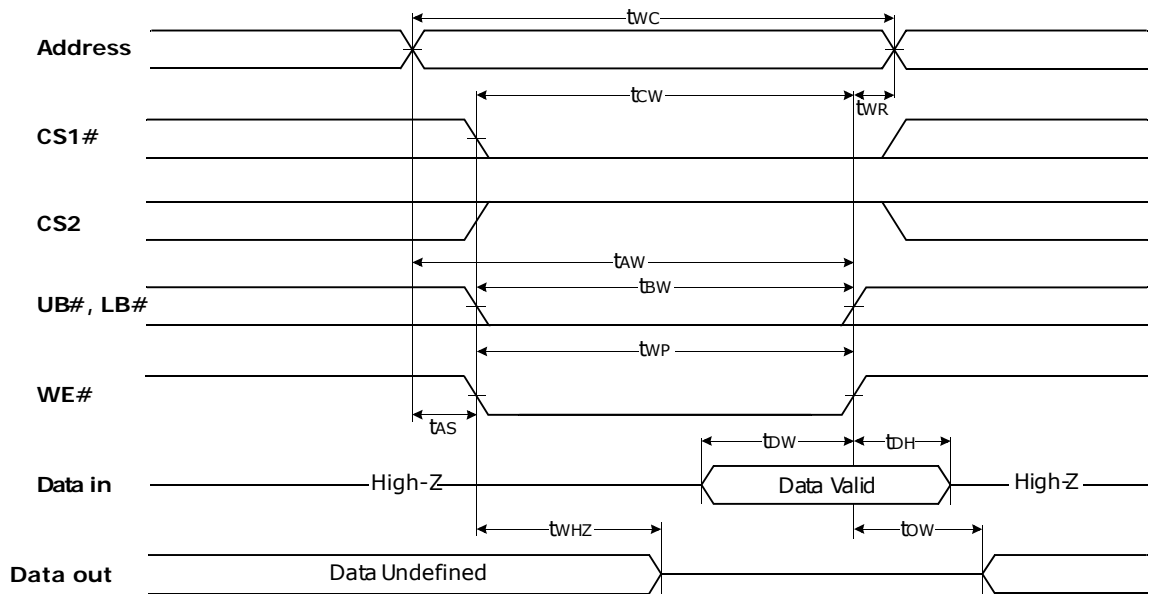 tWC
Address
tCW
tWR
CS1#
CS2
tAW
tBW
UB#, LB#
tWP
WE#
tAS
tDW
tDH
Data in
High-Z
Data Valid
High-Z
tWHZ
tOW
Data out
Data Undefined